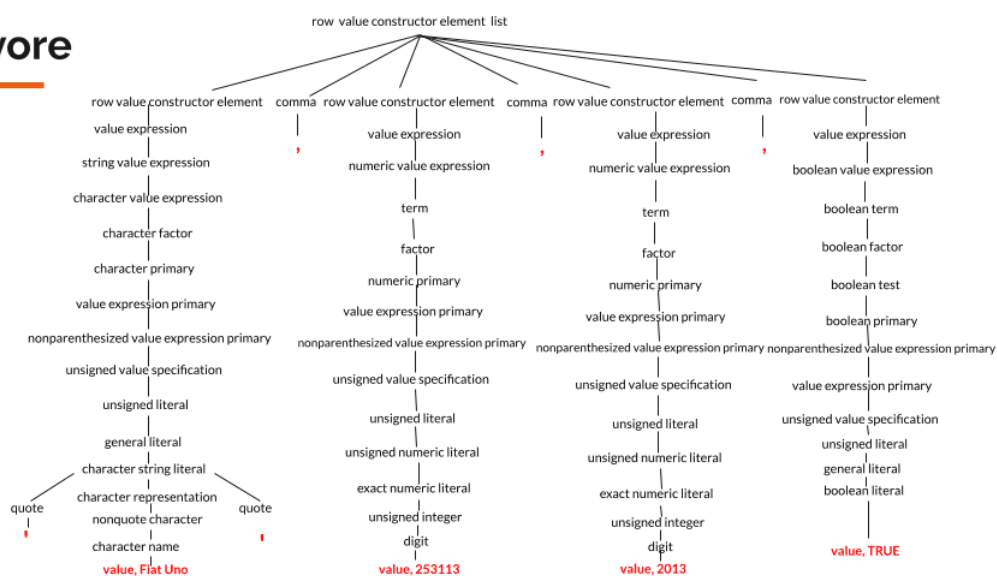 row value constructor element list
vore
row value constructor element comma row value constructor element comma row value constructor element comma row value constructor element
value expression , value expression , value expression , value expression
string value expression numeric value expression numeric value expression boolean value expression
character value expression term term boolean term
character factor factor factor boolean factor
character primary numeric primary numeric primary boolean test
value expression primary value expression primary value expression primary boolean primary
nonparenthesized value expression primary nonparenthesized value expression primary nonparenthesized value expression primary nonparenthesized value expression primary
unsigned value specification unsigned value specification unsigned value specification value expression primary
unsigned literal unsigned literal unsigned literal unsigned value specification
general literal unsigned numeric literal unsigned numeric literal unsigned literal
character string literal exact numeric literal exact numeric literal general literal
quote character representation quote unsigned integer unsigned integer boolean literal
' nonquote character ' digit digit
character name
value, Fiat Uno value, 253113 value, 2013 value, TRUE